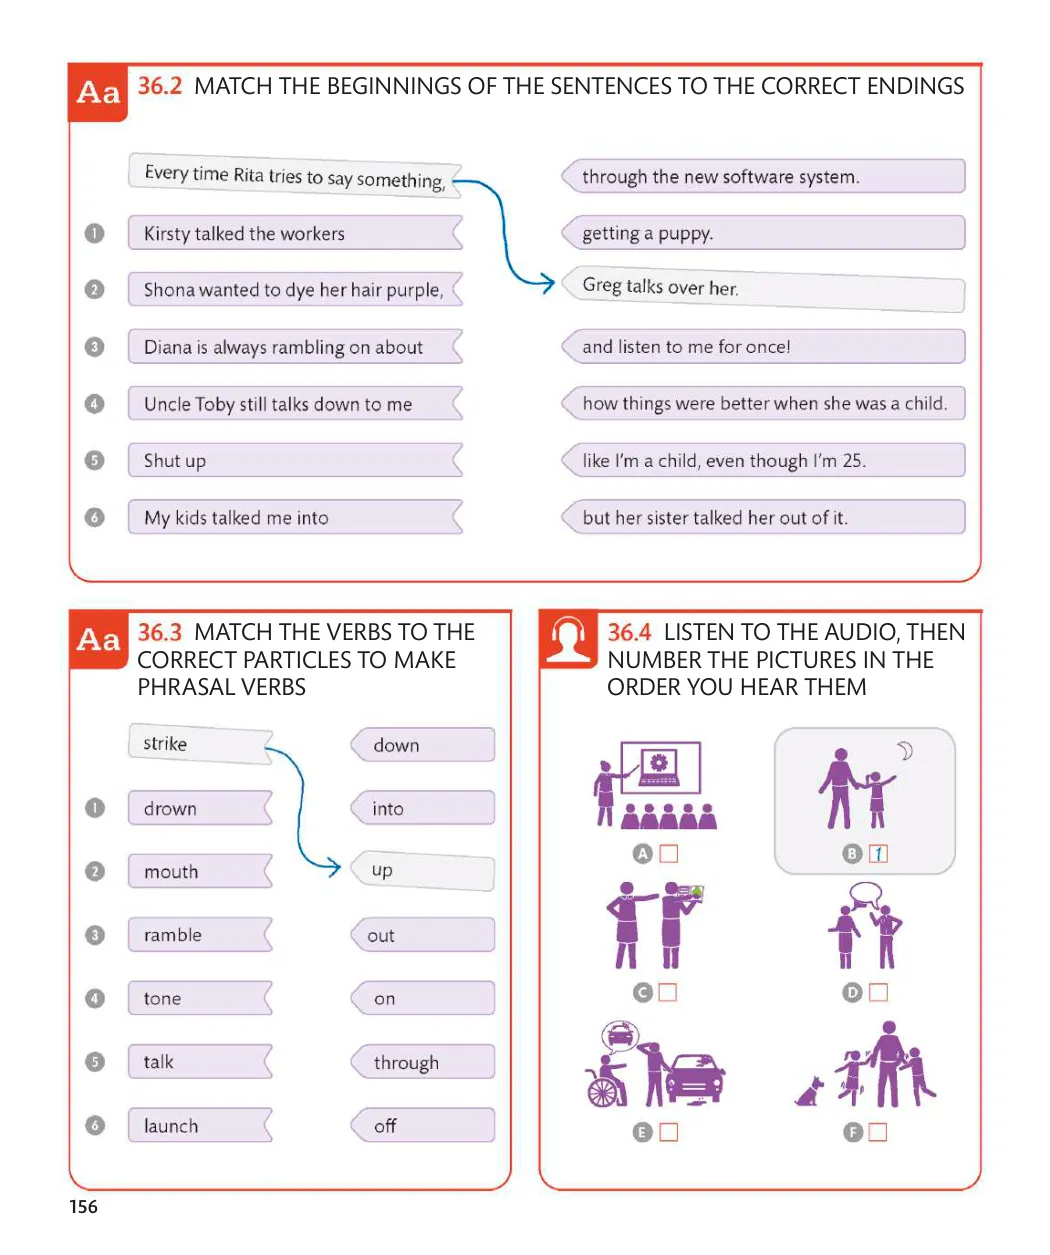 Aa 36.2 MATCH THE BEGINNINGS OF THE SENTENCES TO THE CORRECT ENDINGS
Every time Rita tries to say something,
through the new software system.
1 Kirsty talked the workers
getting a puppy.
2 Shona wanted to dye her hair purple,
Greg talks over her.
3 Diana is always rambling on about
and listen to me for once!
4 Uncle Toby still talks down to me
how things were better when she was a child.
5 Shut up
like I'm a child, even though I'm 25.
6 My kids talked me into
but her sister talked her out of it.
Aa 36.3 MATCH THE VERBS TO THE
CORRECT PARTICLES TO MAKE
PHRASAL VERBS
strike
down
1 drown
into
2 mouth
up
3 ramble
out
4 tone
on
5 talk
through
6 launch
off
36.4 LISTEN TO THE AUDIO, THEN
NUMBER THE PICTURES IN THE
ORDER YOU HEAR THEM
A
B 1
C
D
E
F
156